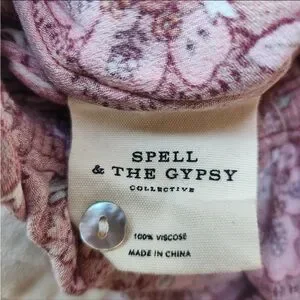 SPELL
& THE GYPSY
COLLECTIVE
100% VISCOSE
MADE IN CHINA